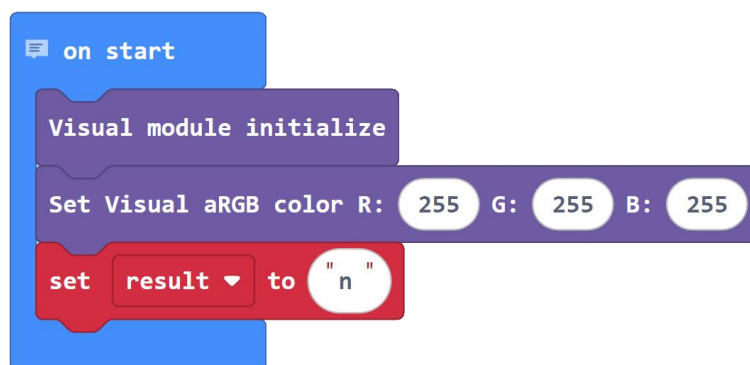 on start
Visual module initialize
Set Visual aRGB color R: 255 G: 255 B: 255
set result to "n "